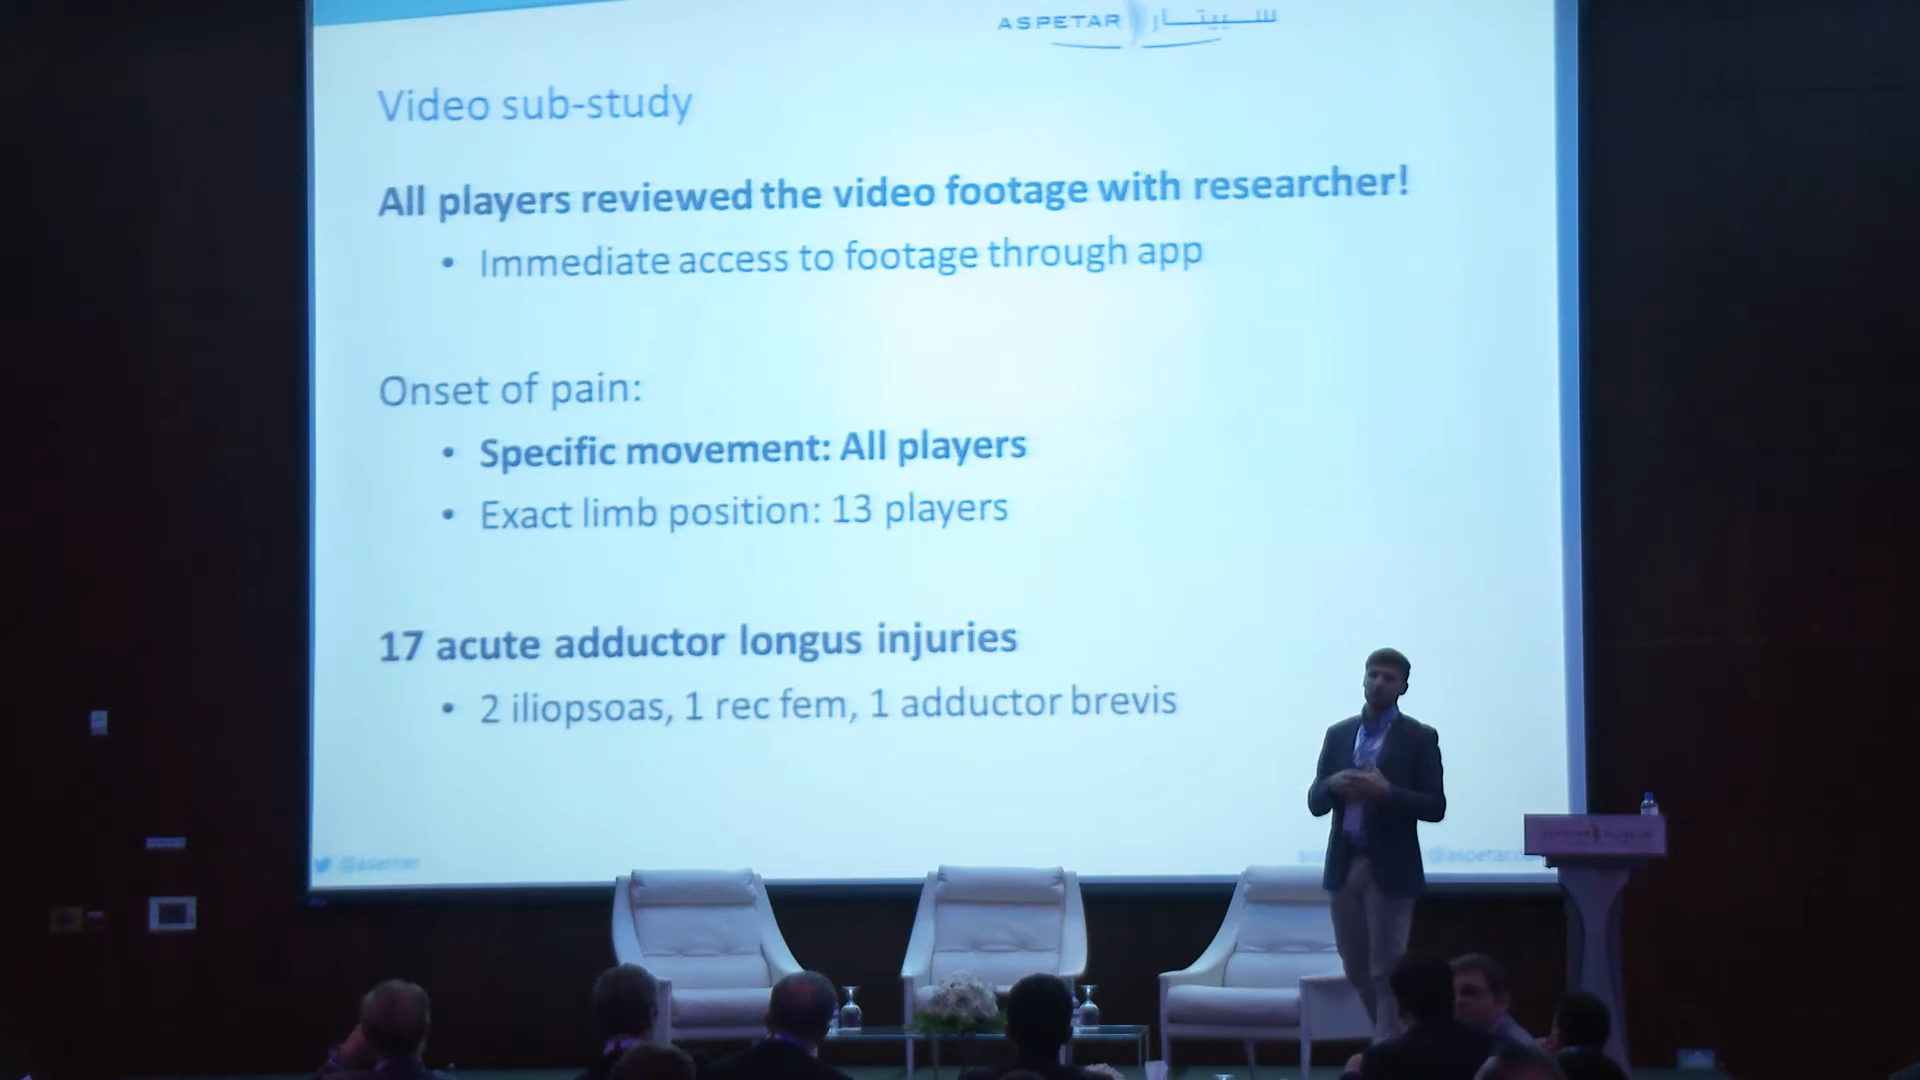 ASPETAR سبيتار
Video sub-study
All players reviewed the video footage with researcher!
• Immediate access to footage through app
Onset of pain:
• Specific movement: All players
• Exact limb position: 13 players
17 acute adductor longus injuries
• 2 iliopsoas, 1 rec fem, 1 adductor brevis
@aserner